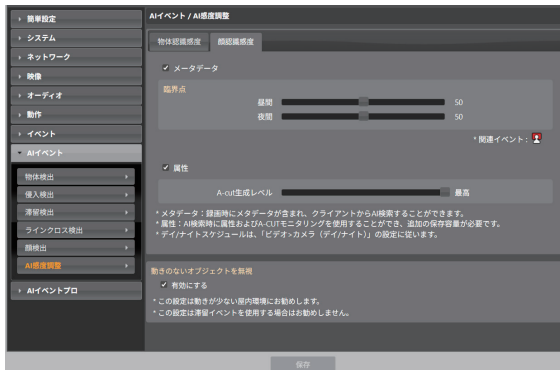 簡単設定
システム
ネットワーク
映像
オーディオ
動作
イベント
AIイベント
物体検出
侵入検出
滞留検出
ラインクロス検出
顔検出
AI感度調整
AIイベントプロ
AIイベント / AI感度調整
物体認識感度
顔認識感度
メータデータ
臨界点
昼間 50
夜間 50
* 関連イベント :
属性
A-cut生成レベル 最高
* メタデータ：録画時にメタデータが含まれ、クライアントからAI検索することができます。
* 属性：AI検索時に属性およびA-CUTモニタリングを使用することができ、追加の保存容量が必要です。
* デイ/ナイトスケジュールは、「ビデオ>カメラ（デイ/ナイト）」の設定に従います。
動きのないオブジェクトを無視
有効にする
* この設定は動きが少ない屋内環境にお勧めします。
* この設定は滞留イベントを使用する場合はお勧めしません。
保存